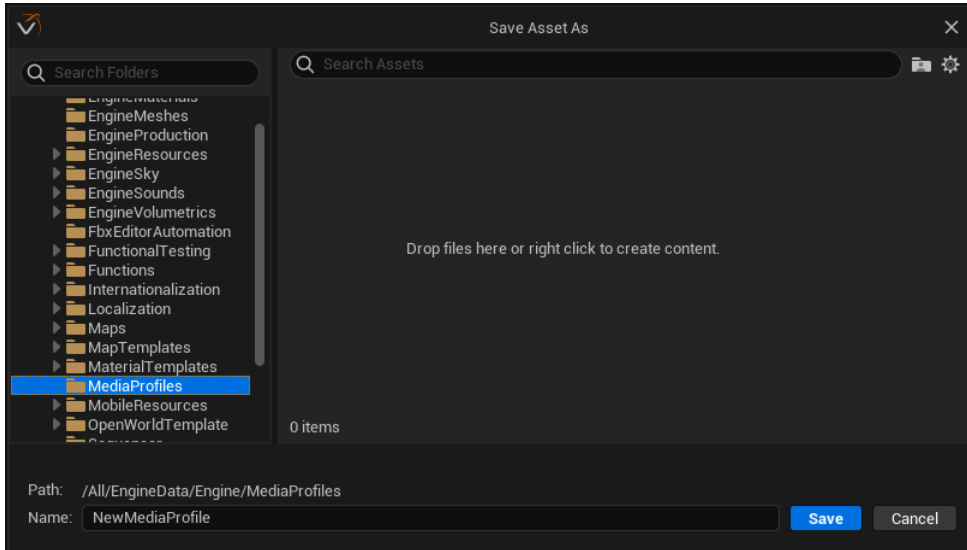 Save Asset As
Search Folders
Search Assets
EngineMaterials
EngineMeshes
EngineProduction
EngineResources
EngineSky
EngineSounds
EngineVolumetrics
FbxEditorAutomation
FunctionalTesting
Functions
Internationalization
Localization
Maps
MapTemplates
MaterialTemplates
MediaProfiles
MobileResources
OpenWorldTemplate
Drop files here or right click to create content.
0 items
Path: /All/EngineData/Engine/MediaProfiles
Name: NewMediaProfile
Save
Cancel